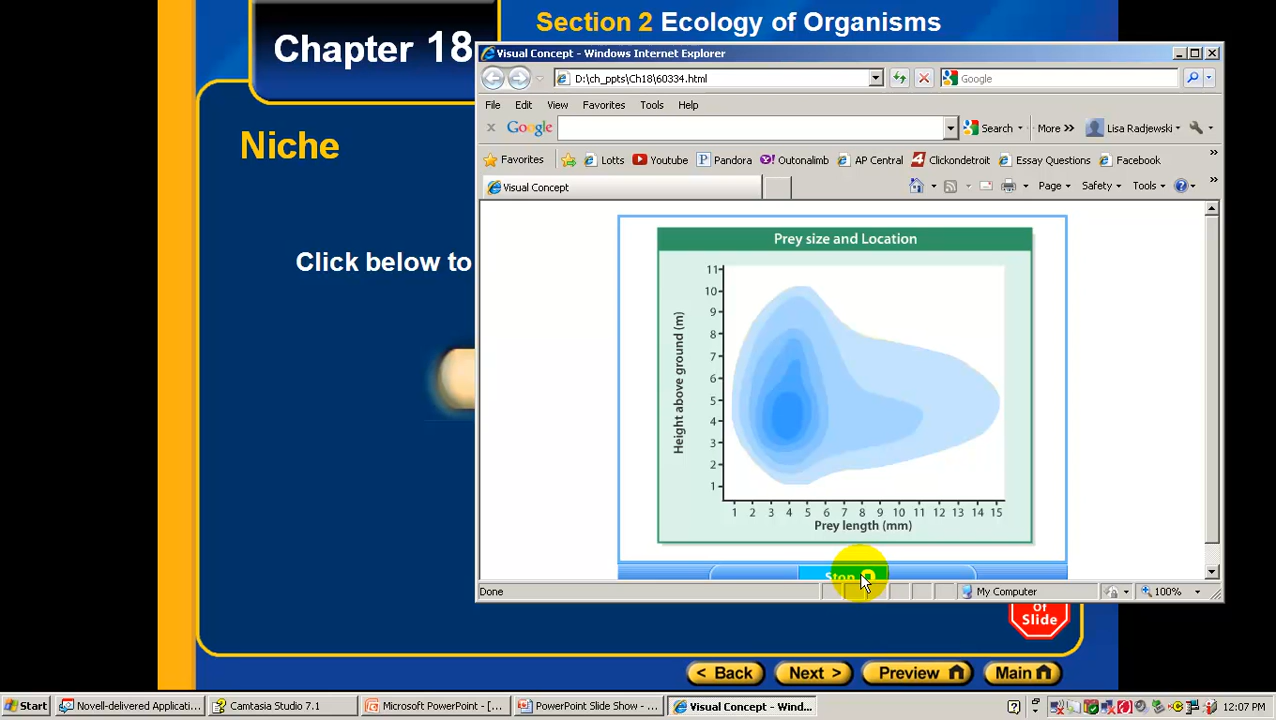 Section 2 Ecology of Organisms
Chapter 18
Visual Concept - Windows Internet Explorer
D:\ch_ppts\Ch18\60334.html
Google
File Edit View Favorites Tools Help
x Google Search More >> Lisa Radjewski
Favorites Lotts Youtube Pandora Outonalimb AP Central Clickondetroit Essay Questions Facebook
Visual Concept
Page Safety Tools
Niche
Click below to
Prey size and Location
Height above ground (m)
11
10
9
8
7
6
5
4
3
2
1
1 2 3 4 5 6 7 8 9 10 11 12 13 14 15
Prey length (mm)
Stop
Done My Computer 100%
Of
Slide
< Back Next > Preview Main
Start Novell-delivered Applicati... Camtasia Studio 7.1 Microsoft PowerPoint - [... PowerPoint Slide Show - ... Visual Concept - Wind... 12:07 PM